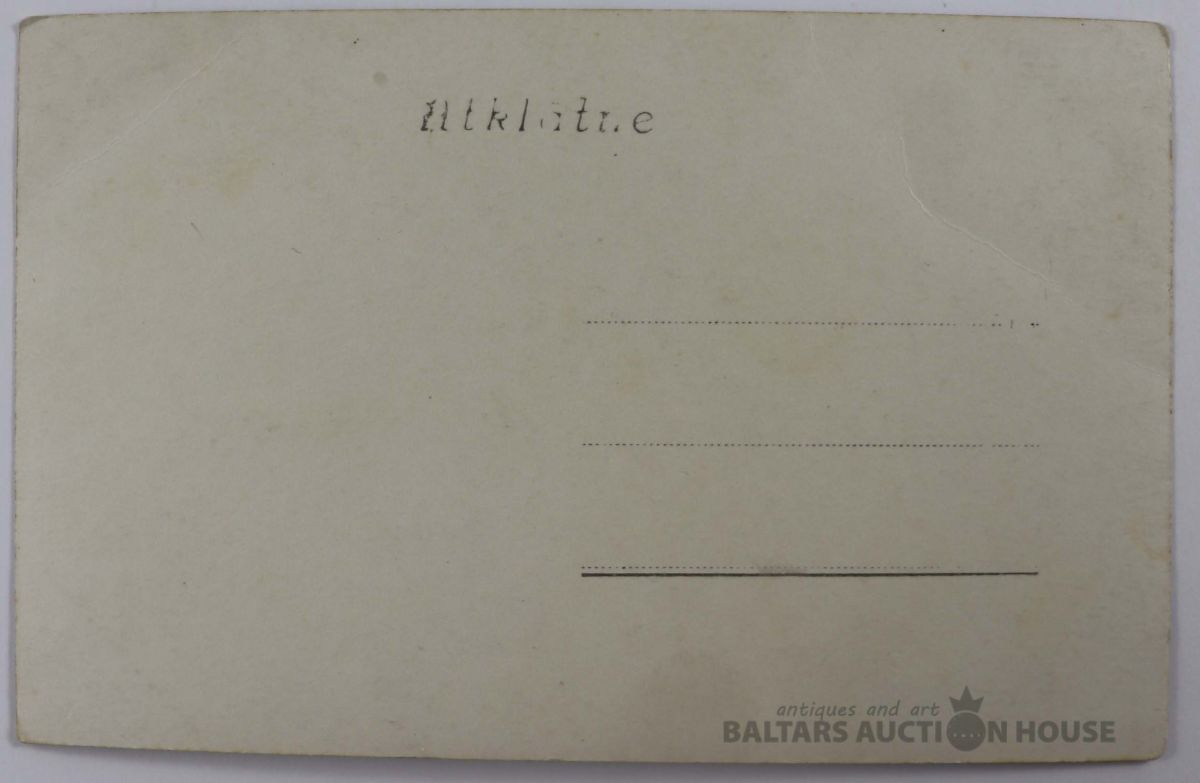 Atklātne
antiques and art
BALTARS AUCTION HOUSE